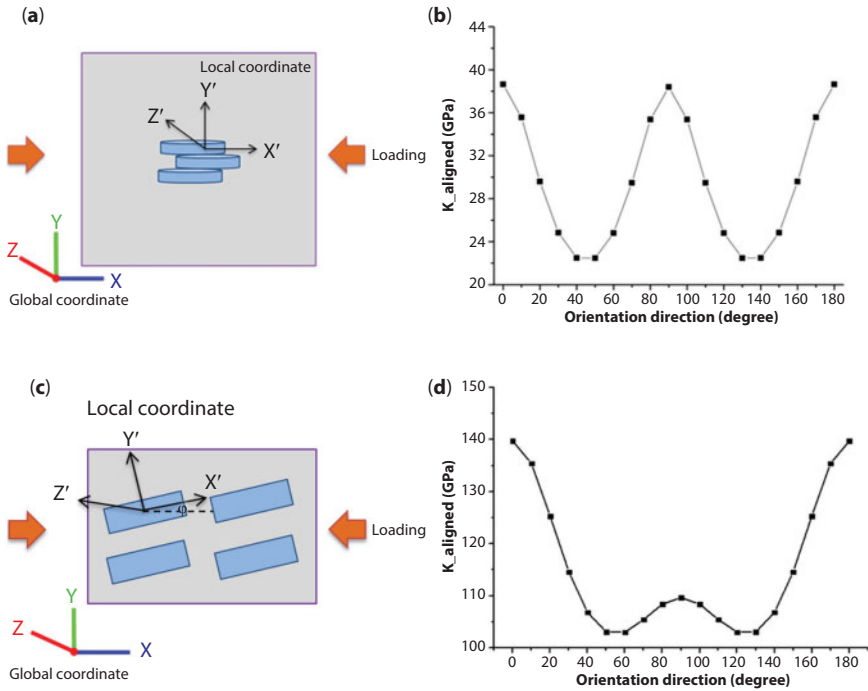 (a)
Local coordinate
Y′
Z′
X′
Loading
Y
Z
X
Global coordinate
(b)
K_aligned (GPa)
40
36
32
28
24
22
20
0 20 40 60 80 100 120 140 160 180
Orientation direction (degree)
(c)
Local coordinate
Y′
Z′
X′
φ
Loading
Y
Z
X
Global coordinate
(d)
K_aligned (GPa)
150
140
130
125
120
110
100
0 20 40 60 80 100 120 140 160 180
Orientation direction (degree)